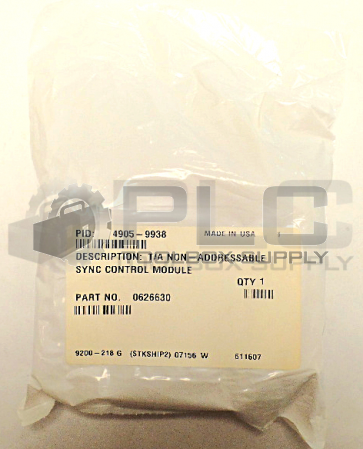 PLC
TOOLBOX SUPPLY
PID: 4905-9938 MADE IN USA
DESCRIPTION: T/A NON-ADDRESSABLE
SYNC CONTROL MODULE
QTY 1
PART NO. 0626630
9200-218 G (STKSHIP2) 07156 W 611607